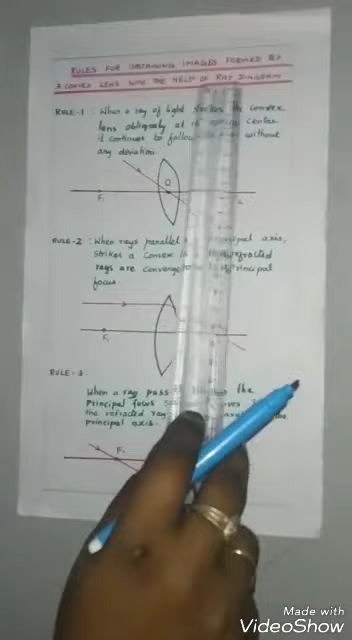 RULES FOR OBTAINING IMAGES FORMED BY
A CONVEX LENS WITH THE HELP OF RAY DIAGRAM
RULE-1 : When a ray of light strikes the convex
lens obliquely at its optical center
it continues to follow its without
any deviation.
O
F₁
RULE-2 : When rays parallel principal axis,
strikes a convex refracted
rays are converge principal
focus.
F₁
RULE-3.
When a ray pass the
principal focus
the refracted ray
principal axis.
F₁
Made with
VideoShow